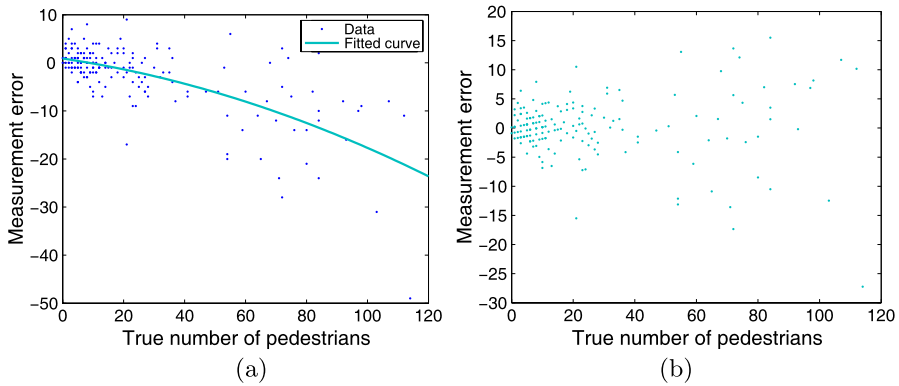 10
0
−10
−20
−30
−40
−50
Measurement error
Data
Fitted curve
0 20 40 60 80 100 120
True number of pedestrians
(a)
20
15
10
5
0
−5
−10
−15
−20
−25
−30
Measurement error
0 20 40 60 80 100 120
True number of pedestrians
(b)